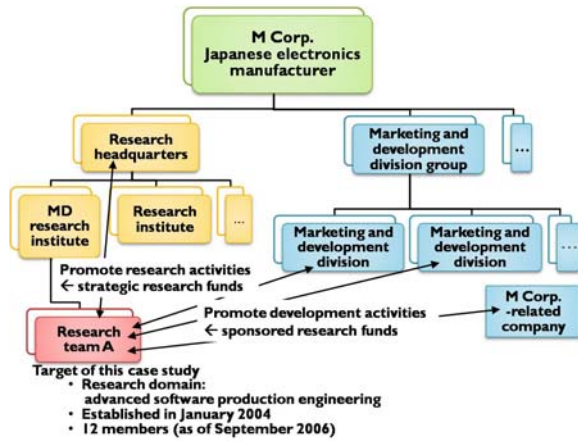 M Corp.
Japanese electronics
manufacturer
Research
headquarters
Marketing and
development
division group
...
MD
research
institute
Research
institute
...
Marketing and
development
division
Marketing and
development
division
...
Promote research activities
← strategic research funds
Promote development activities
← sponsored research funds
M Corp.
-related
company
Research
team A
Target of this case study
• Research domain:
advanced software production engineering
• Established in January 2004
• 12 members (as of September 2006)